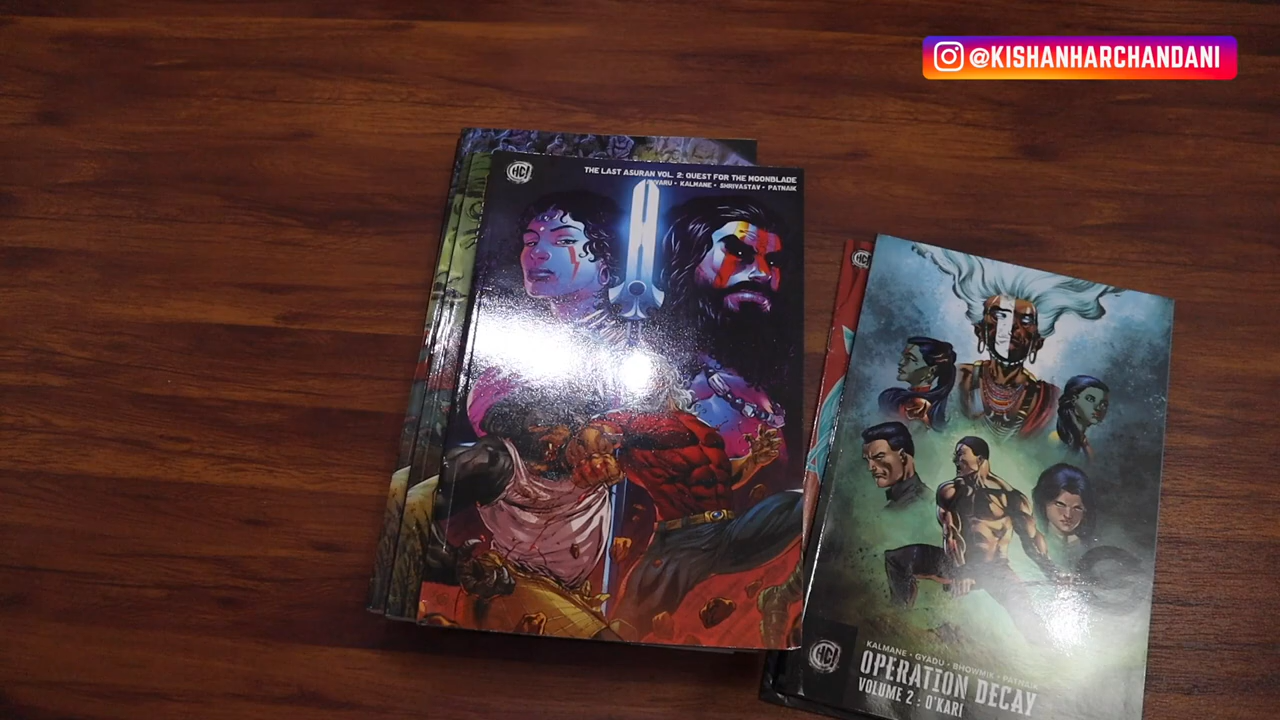 @KISHANHARCHANDANI
HC!
THE LAST ASURAN VOL. 2: QUEST FOR THE MOONBLADE
KALMANE • SHRIVASTAV • PATNAIK
HC!
HC!
KALMANE • GYADU • BHOWMIK • PATNAIK
OPERATION DECAY
VOLUME 2 : O'KARI